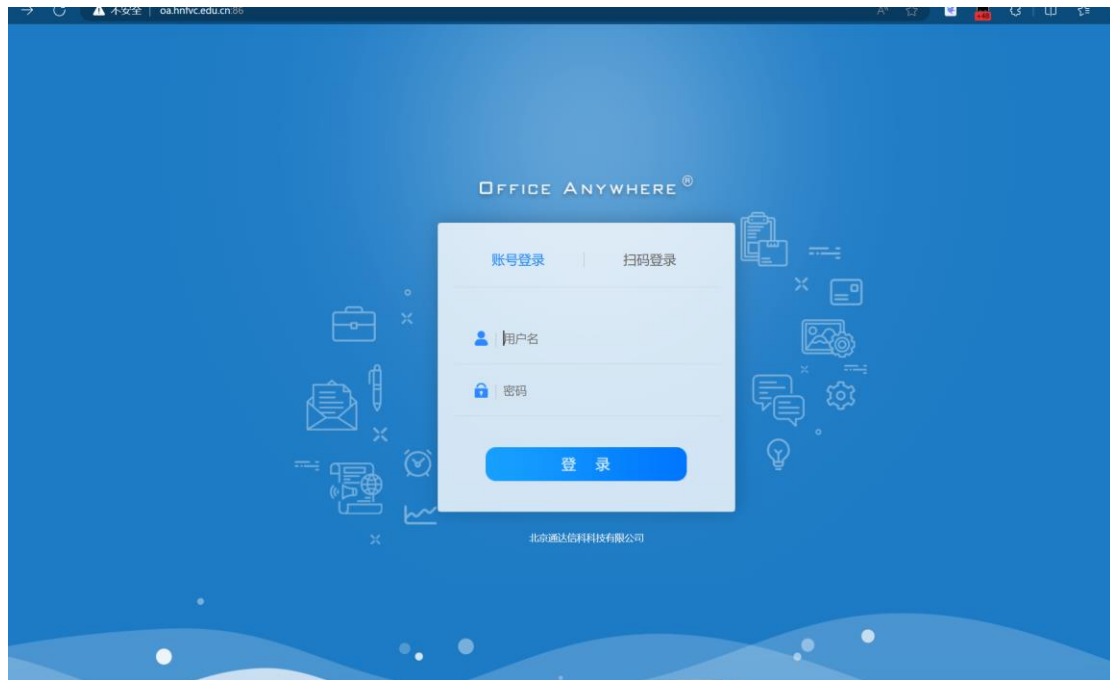 不安全 | oa.hnfvc.edu.cn:86
OFFICE ANYWHERE®
账号登录 扫码登录
用户名
密码
登 录
北京通达信科科技有限公司